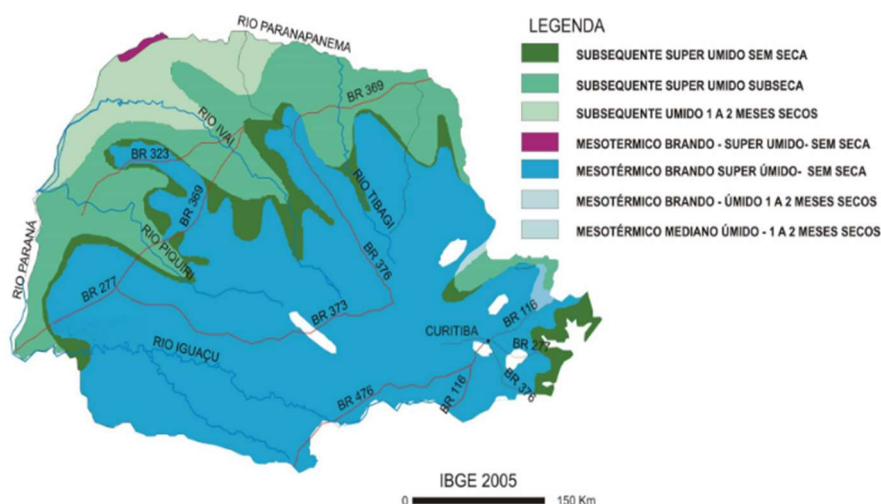 RIO PARANAPANEMA
LEGENDA
SUBSEQUENTE SUPER UMIDO SEM SECA
SUBSEQUENTE SUPER UMIDO SUBSECA
SUBSEQUENTE UMIDO 1 A 2 MESES SECOS
MESOTERMICO BRANDO - SUPER UMIDO- SEM SECA
MESOTÉRMICO BRANDO SUPER ÚMIDO- SEM SECA
MESOTÉRMICO BRANDO - ÚMIDO 1 A 2 MESES SECOS
MESOTÉRMICO MEDIANO ÚMIDO - 1 A 2 MESES SECOS
BR 369
RIO IVAI
BR 323
BR 369
RIO TIBAGI
RIO PIQUIRI
RIO PARANÁ
BR 376
BR 277
BR 373
CURITIBA
BR 116
BR 277
RIO IGUAÇU
BR 376
BR 476
BR 116
IBGE 2005
0 150 Km